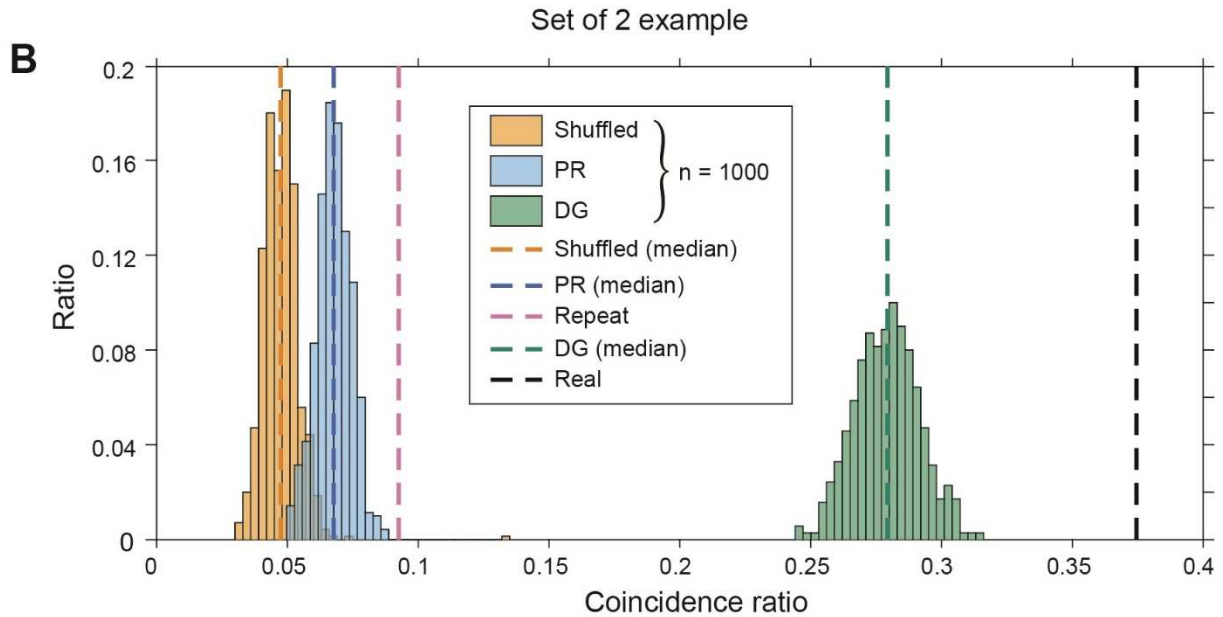 Set of 2 example
B
0.2
0.16
0.12
0.08
0.04
0
Ratio
Shuffled
PR
n = 1000
DG
Shuffled (median)
PR (median)
Repeat
DG (median)
Real
0 0.05 0.1 0.15 0.2 0.25 0.3 0.35 0.4
Coincidence ratio